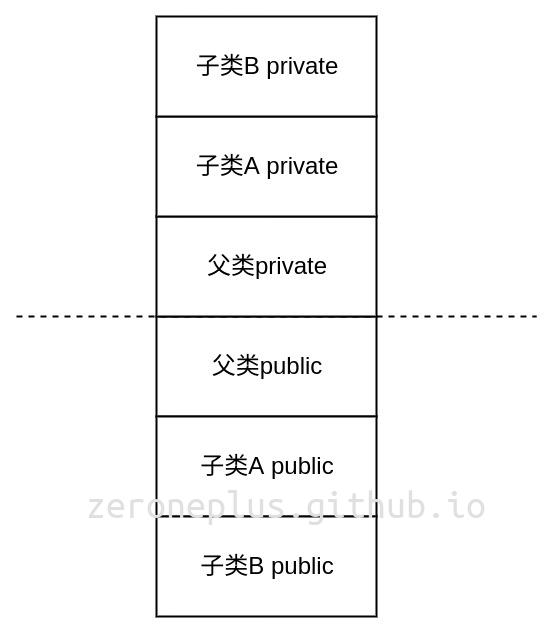 子类B private
子类A private
父类private
父类public
子类A public
zeroneplus.github.io
子类B public